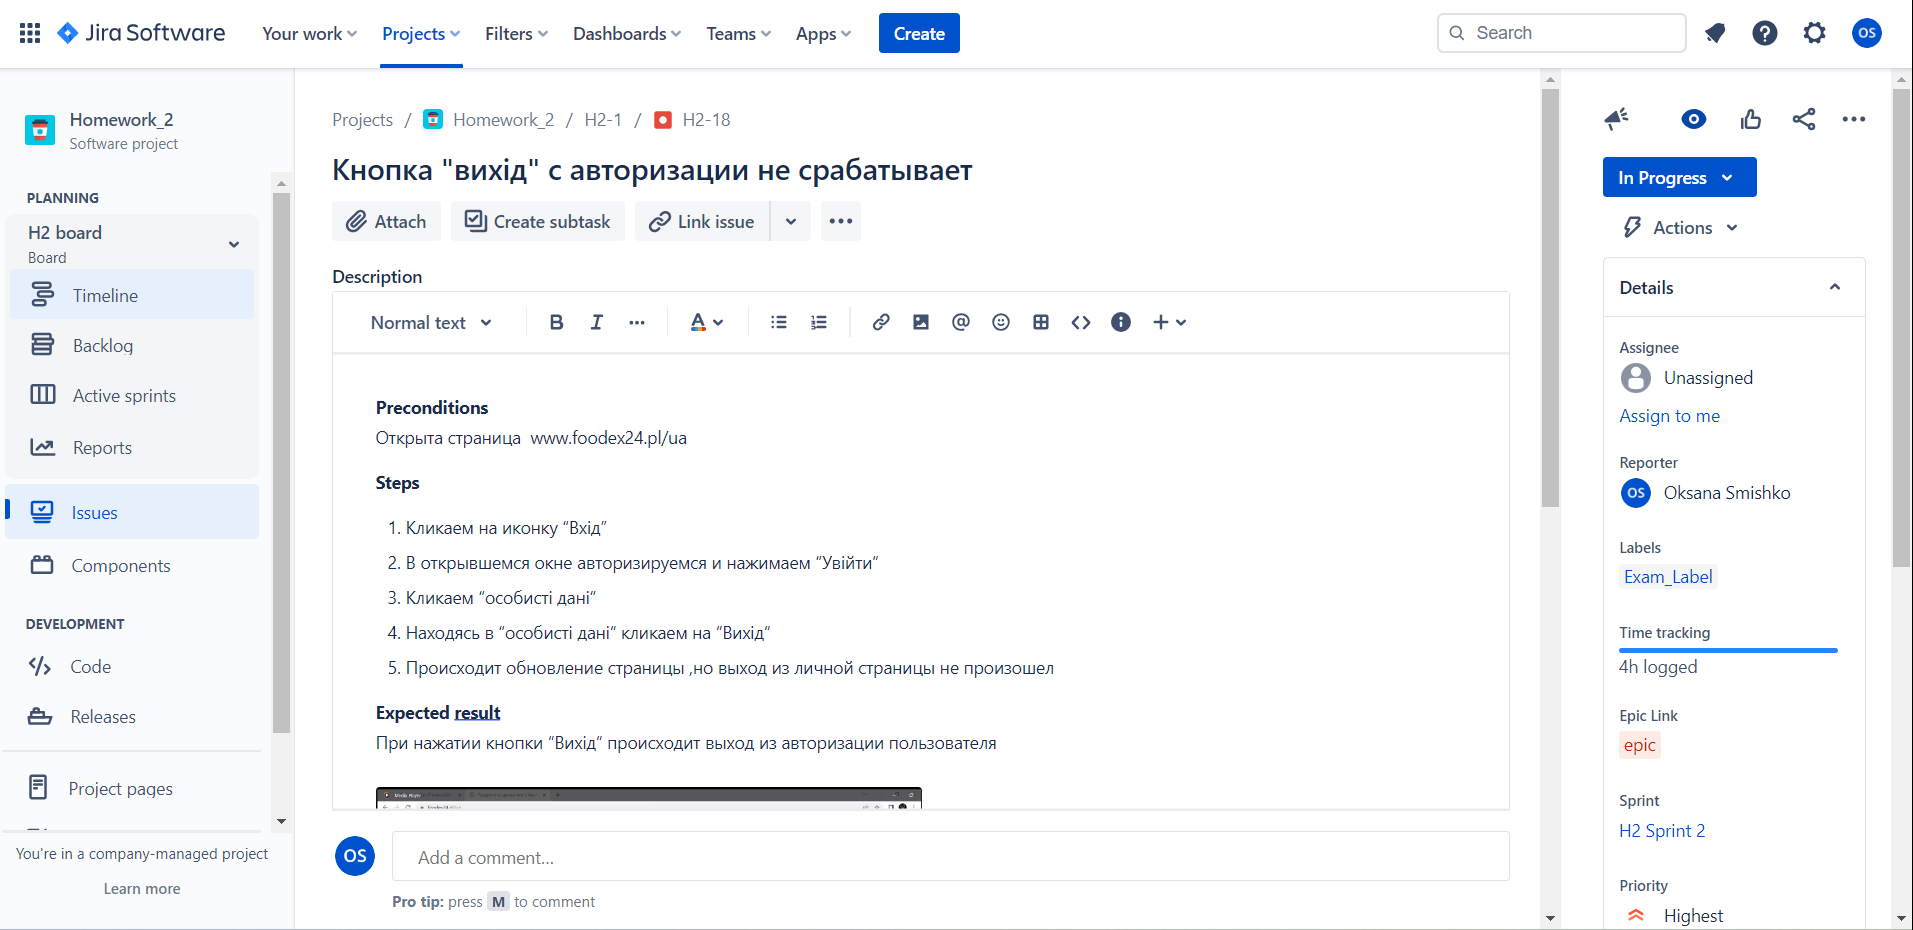 Jira Software
Your work
Projects
Filters
Dashboards
Teams
Apps
Create
Search
OS
Homework_2
Software project
PLANNING
H2 board
Board
Timeline
Backlog
Active sprints
Reports
Issues
Components
DEVELOPMENT
Code
Releases
Project pages
You're in a company-managed project
Learn more
Projects / Homework_2 / H2-1 / H2-18
Кнопка "вихід" с авторизации не срабатывает
Attach
Create subtask
Link issue
Description
Normal text
B I A @
Preconditions
Открыта страница www.foodex24.pl/ua
Steps
1. Кликаем на иконку “Вхід”
2. В открывшемся окне авторизируемся и нажимаем “Увійти”
3. Кликаем “особисті дані”
4. Находясь в “особисті дані” кликаем на “Вихід”
5. Происходит обновление страницы ,но выход из личной страницы не произошел
Expected result
При нажатии кнопки “Вихід” происходит выход из авторизации пользователя
OS
Add a comment...
Pro tip: press M to comment
In Progress
Actions
Details
Assignee
Unassigned
Assign to me
Reporter
OS Oksana Smishko
Labels
Exam_Label
Time tracking
4h logged
Epic Link
epic
Sprint
H2 Sprint 2
Priority
Highest